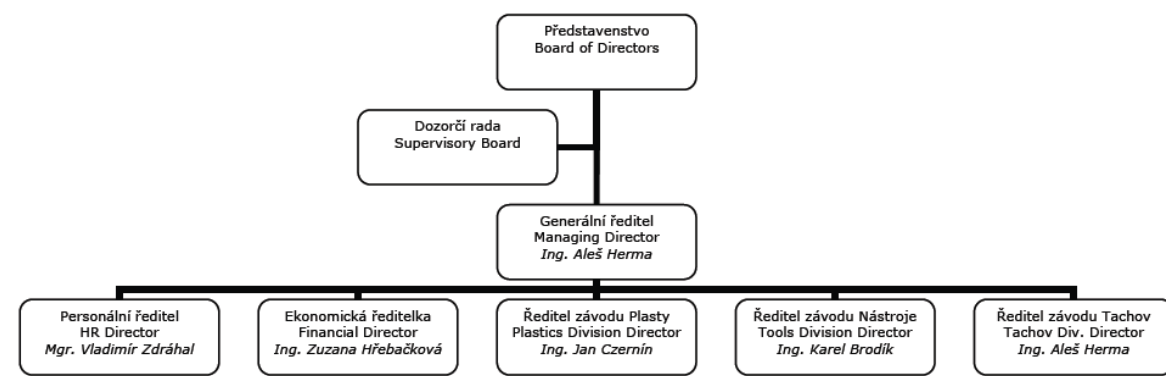 Představenstvo
Board of Directors
Dozorčí rada
Supervisory Board
Generální ředitel
Managing Director
Ing. Aleš Herma
Personální ředitel
HR Director
Mgr. Vladimír Zdráhal
Ekonomická ředitelka
Financial Director
Ing. Zuzana Hřebačková
Ředitel závodu Plasty
Plastics Division Director
Ing. Jan Czernín
Ředitel závodu Nástroje
Tools Division Director
Ing. Karel Brodík
Ředitel závodu Tachov
Tachov Div. Director
Ing. Aleš Herma